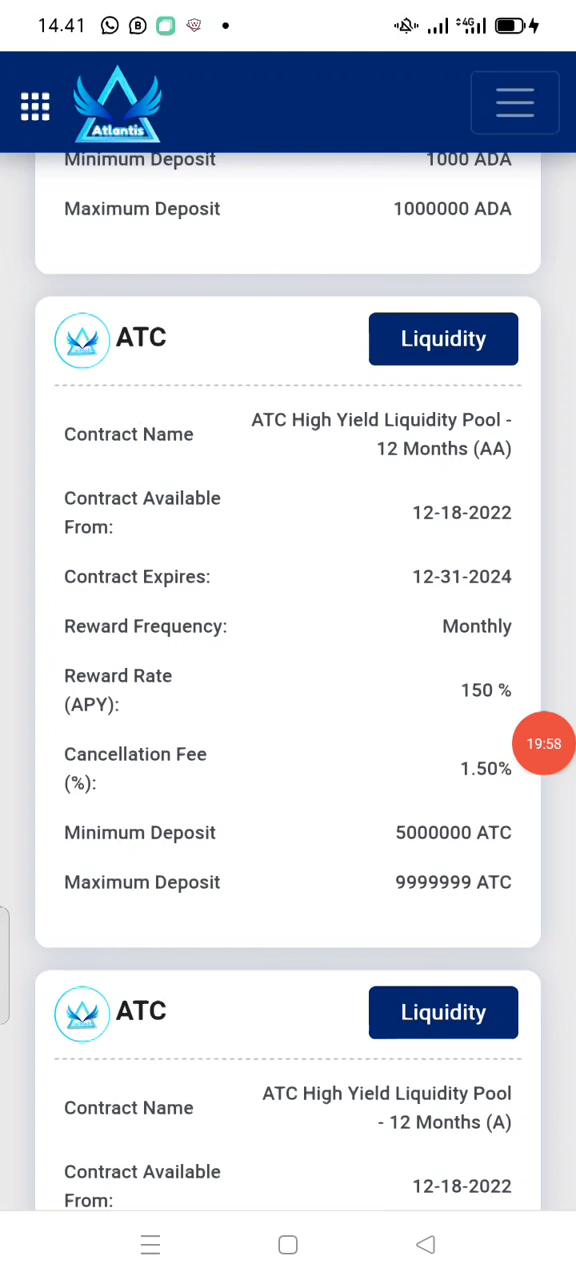 14.41
4G
Atlantis
Minimum Deposit 1000 ADA
Maximum Deposit 1000000 ADA
ATC Liquidity
Contract Name ATC High Yield Liquidity Pool -
12 Months (AA)
Contract Available
From: 12-18-2022
Contract Expires: 12-31-2024
Reward Frequency: Monthly
Reward Rate
(APY): 150 %
19:58
Cancellation Fee
(%): 1.50%
Minimum Deposit 5000000 ATC
Maximum Deposit 9999999 ATC
ATC Liquidity
Contract Name ATC High Yield Liquidity Pool
- 12 Months (A)
Contract Available
From: 12-18-2022